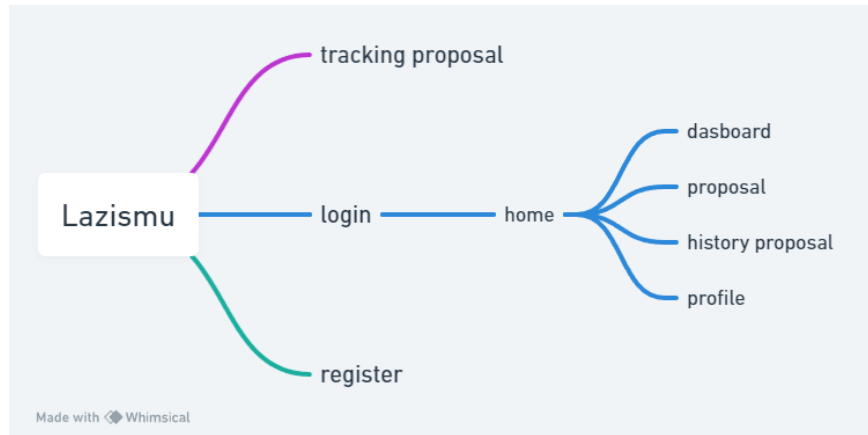 tracking proposal
dasboard
proposal
Lazismu
login
home
history proposal
profile
register
Made with Whimsical